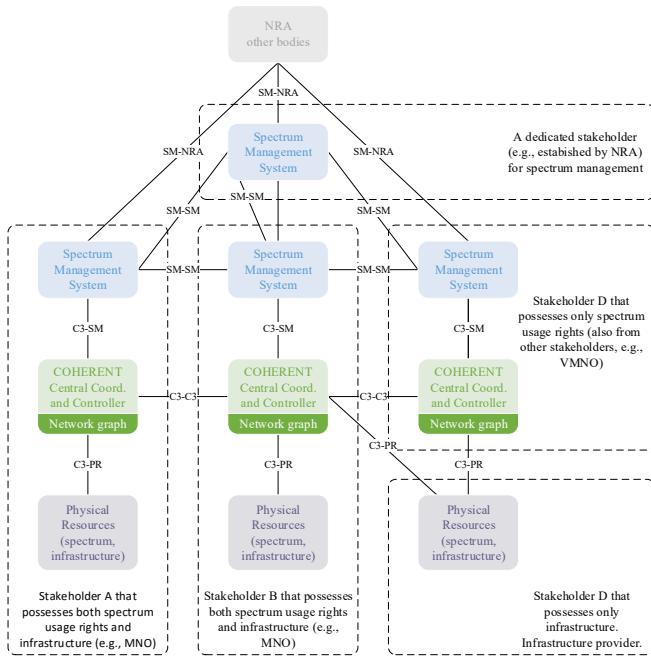 NRA
other bodies
SM-NRA
SM-NRA
SM-NRA
Spectrum
Management
System
A dedicated stakeholder
(e.g., estabished by NRA)
for spectrum management
SM-SM
SM-SM
SM-SM
Spectrum
Management
System
SM-SM
Spectrum
Management
System
SM-SM
Spectrum
Management
System
Stakeholder D that
possesses only spectrum
usage rights (also from
other stakeholders, e.g.,
VMNO)
C3-SM
C3-SM
C3-SM
COHERENT
Central Coord.
and Controller
Network graph
C3-C3
COHERENT
Central Coord.
and Controller
Network graph
C3-C3
COHERENT
Central Coord.
and Controller
Network graph
C3-PR
C3-PR
C3-PR
C3-PR
Physical
Resources
(spectrum,
infrastructure)
Physical
Resources
(spectrum,
infrastructure)
Physical
Resources
(spectrum,
infrastructure)
Stakeholder A that
possesses both spectrum
usage rights and
infrastructure (e.g., MNO)
Stakeholder B that possesses
both spectrum usage rights
and infrastructure (e.g.,
MNO)
Stakeholder D that
possesses only
infrastructure.
Infrastructure provider.